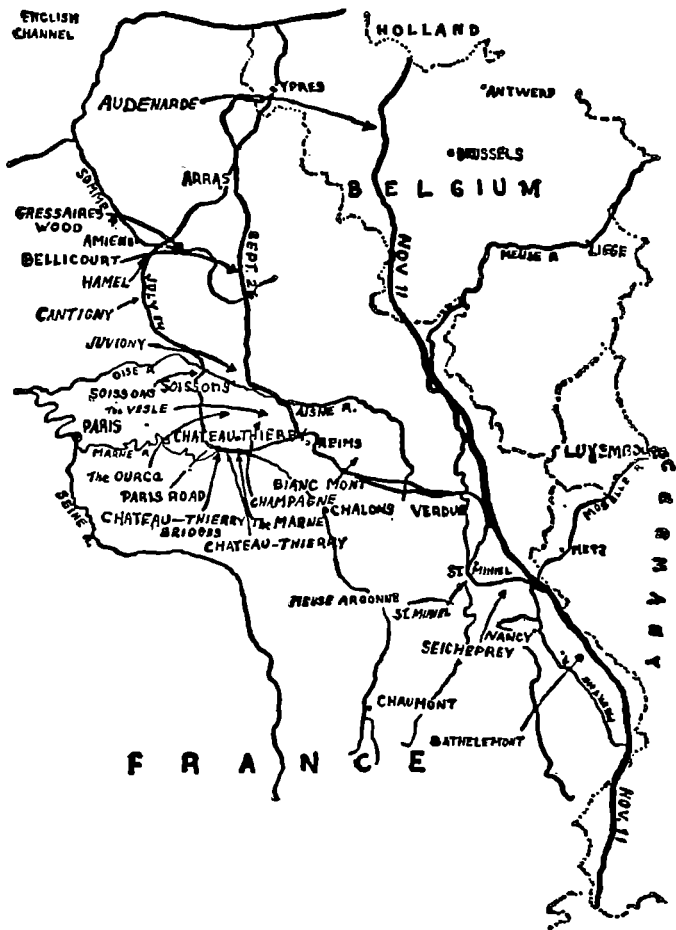 ENGLISH
CHANNEL
HOLLAND
YPRES
ANTWERP
AUDENARDE
BRUSSELS
ARRAS
BELGIUM
SOMME
GRESSAIRES
WOOD
AMIENS
BELLICOURT
SEPT. 2
NOV. 11
MEUSE R
LIEGE
HAMEL
CANTIGNY
JULY
JUVIGNY
OISE R
SOISSONS
SOISSONS
THE VESLE
AISNE R.
PARIS
CHATEAU-THIERRY
REIMS
MARNE R
LUXEMBOURG
The OURCQ
BLANC MONT
MOSELLE
PARIS ROAD
CHAMPAGNE
CHALONS
VERDUN
SEINE
CHATEAU-THIERRY
BRIDGES
The MARNE
CHATEAU-THIERRY
METZ
GERMANY
ST. MIHIEL
MEUSE ARGONNE
ST. MIHIEL
NANCY
SEICHEPREY
CHAUMONT
BATHELEMONT
FRANCE
NOV. 11